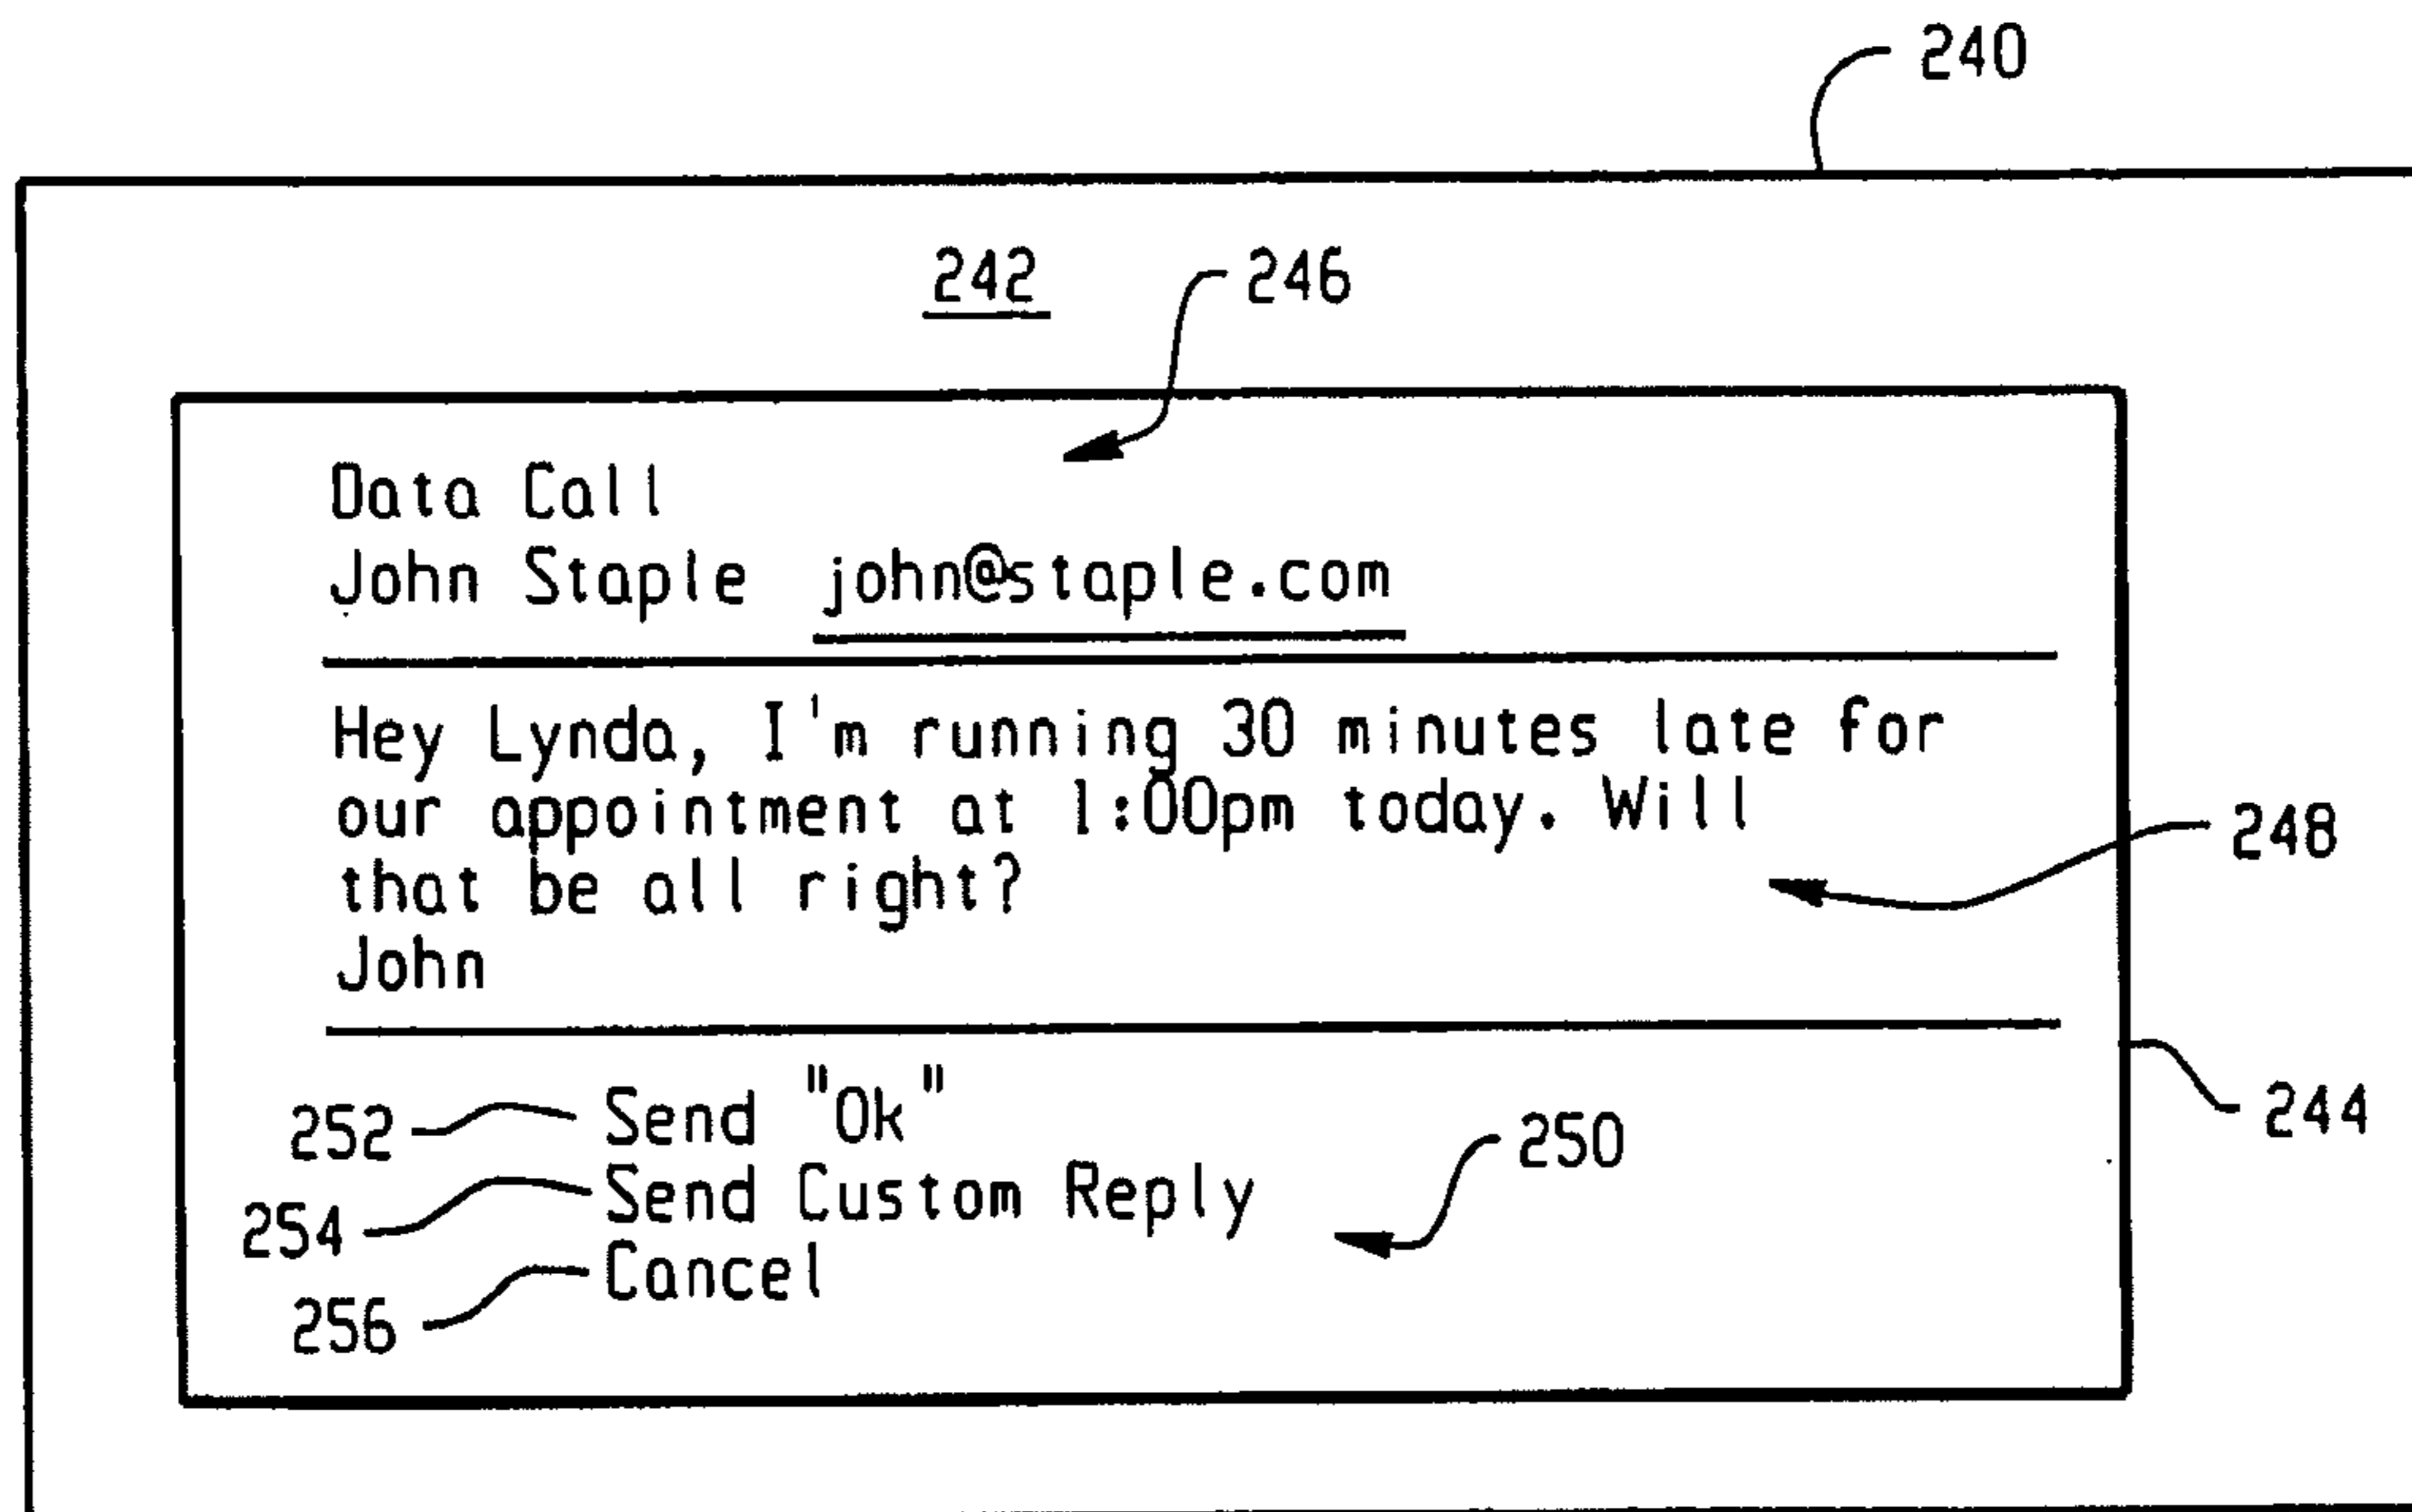 240
242
246
Data Call
John Staple john@staple.com
Hey Lynda, I'm running 30 minutes late for
our appointment at 1:00pm today. Will
248
that be all right?
John
252 Send "Ok"
244
250
254 Send Custom Reply
Cancel
256